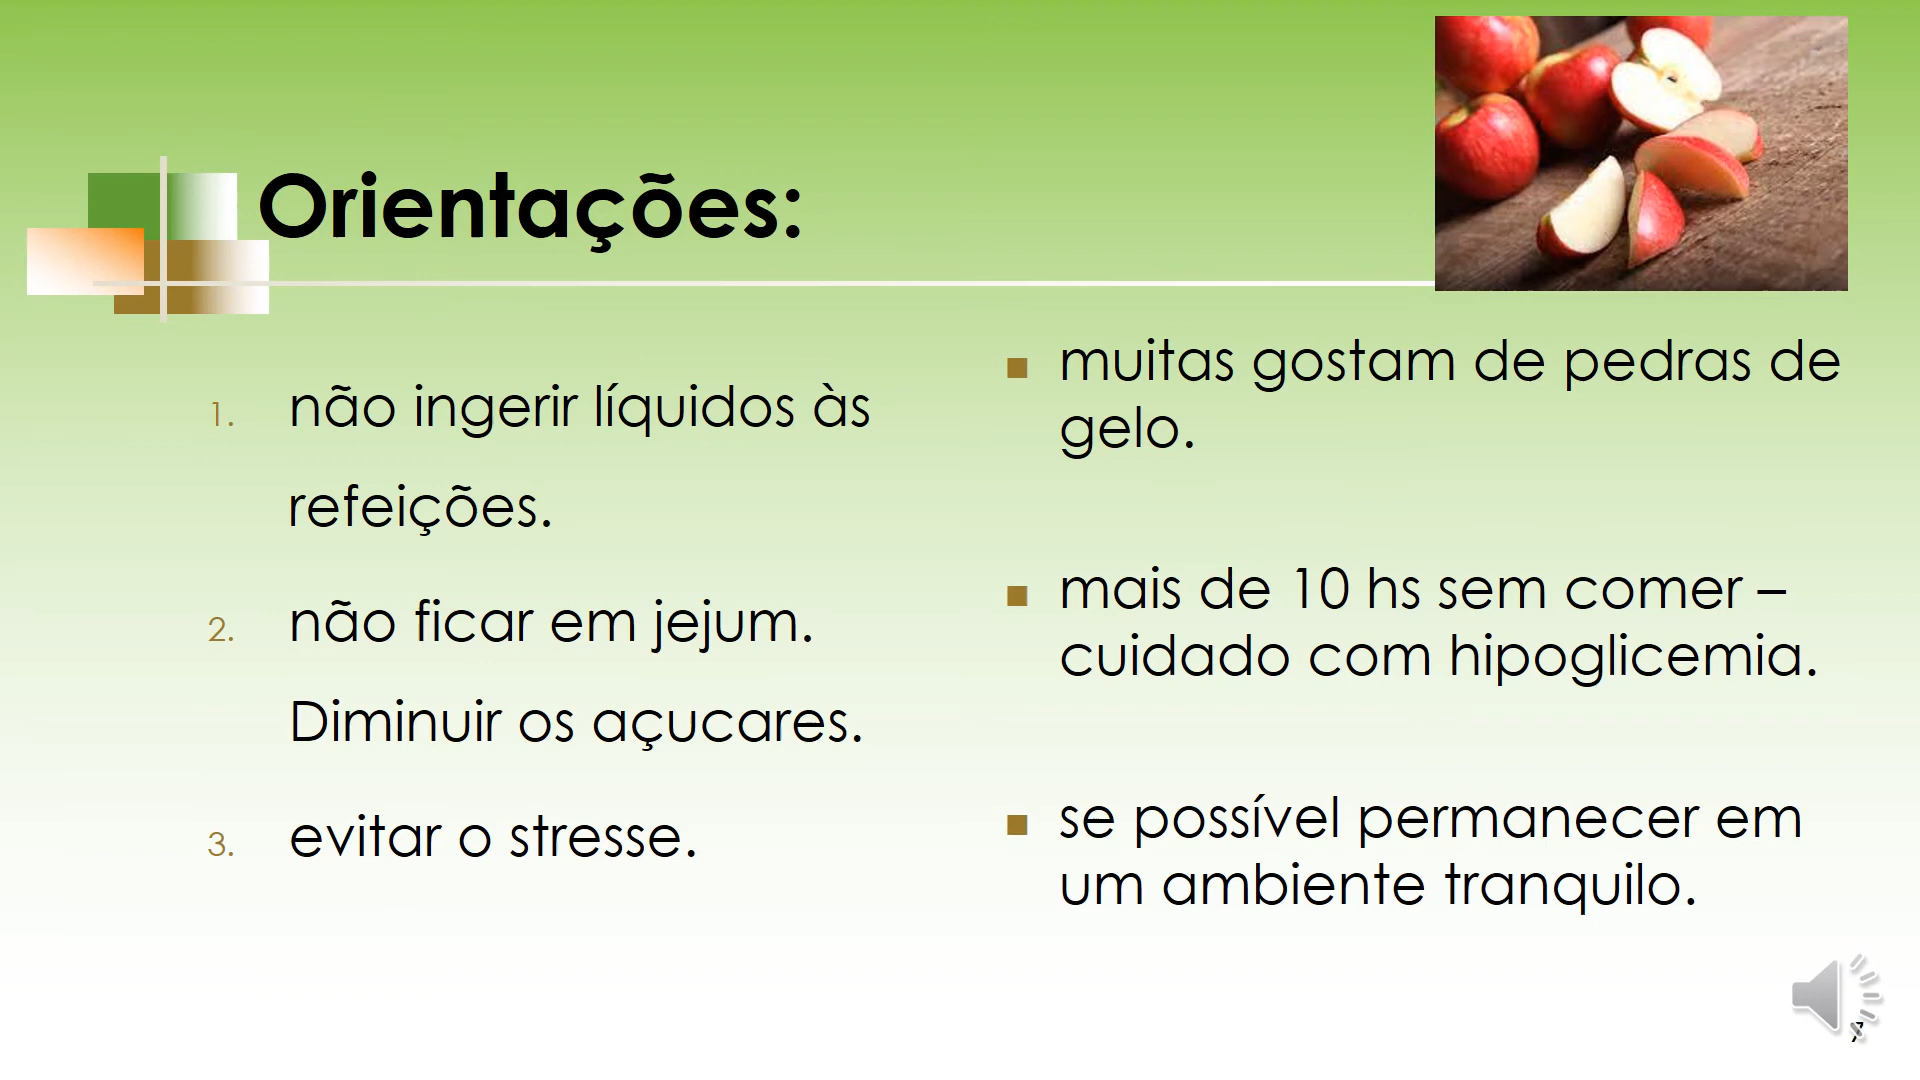 Orientações:
1. não ingerir líquidos às
refeições.
2. não ficar em jejum.
Diminuir os açucares.
3. evitar o stresse.
■ muitas gostam de pedras de
gelo.
■ mais de 10 hs sem comer –
cuidado com hipoglicemia.
■ se possível permanecer em
um ambiente tranquilo.
7